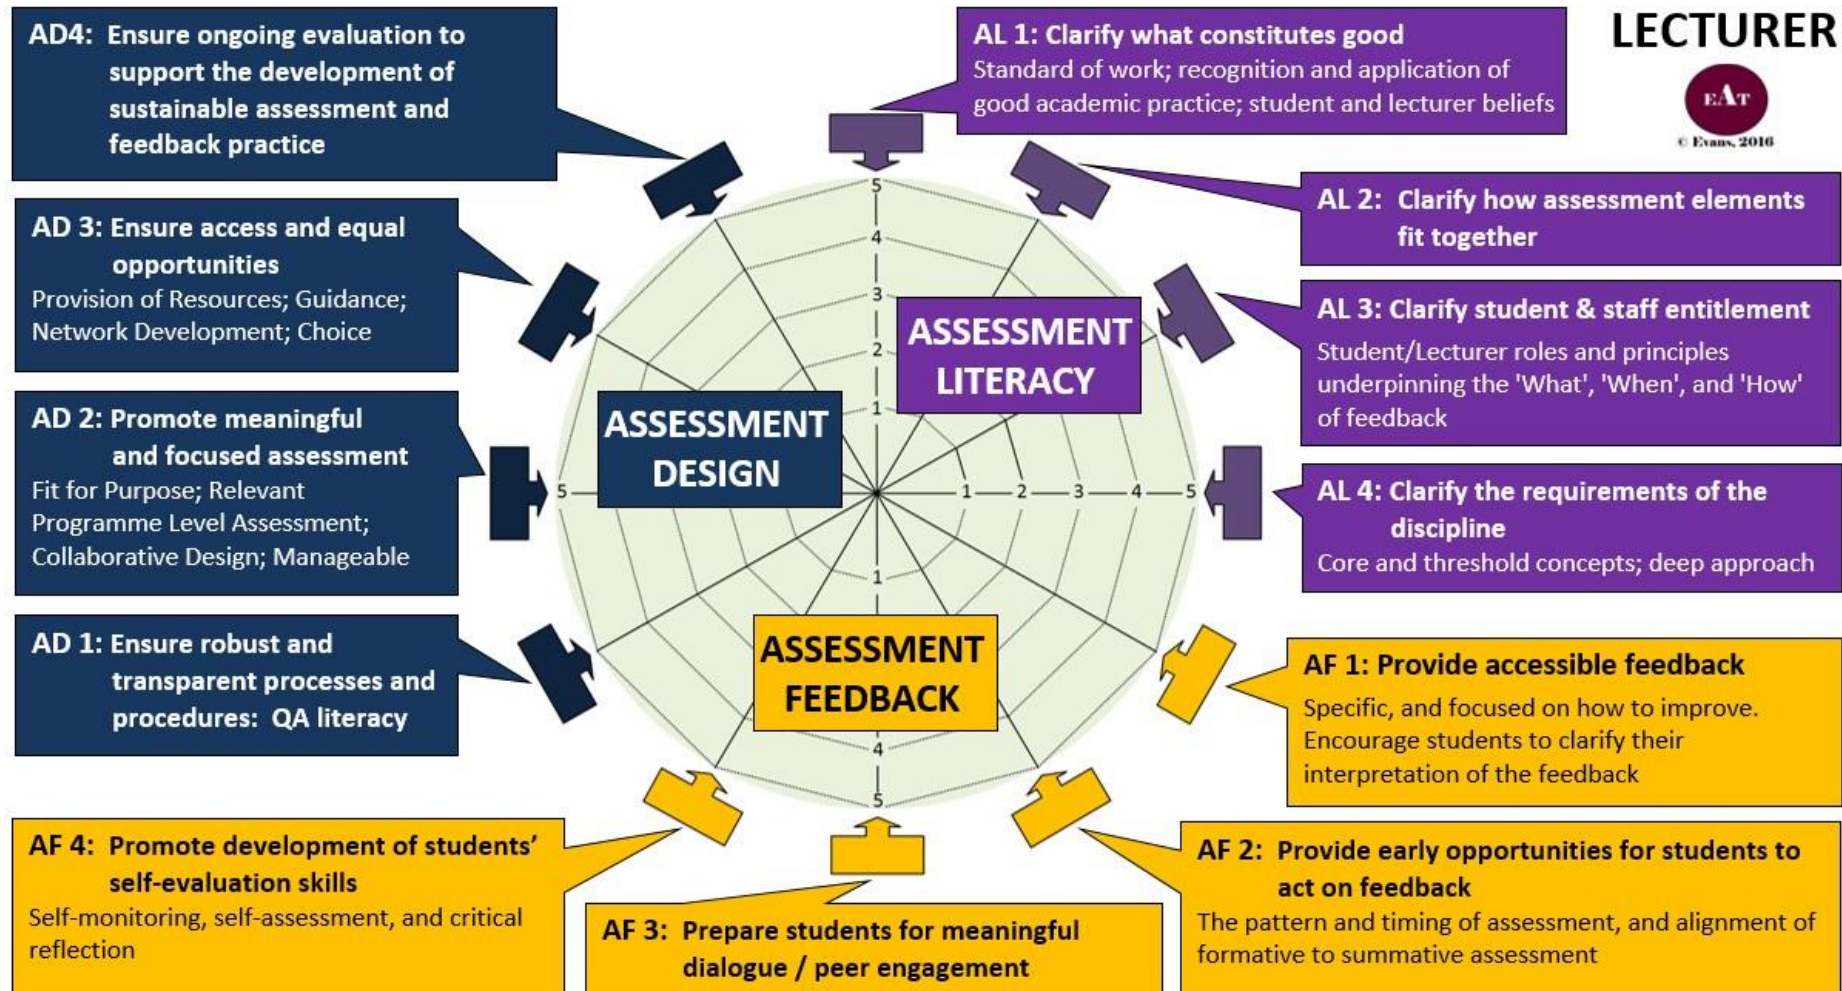 LECTURER
EAT
© Evans, 2016
AD4: Ensure ongoing evaluation to
support the development of
sustainable assessment and
feedback practice
AL 1: Clarify what constitutes good
Standard of work; recognition and application of
good academic practice; student and lecturer beliefs
AL 2: Clarify how assessment elements
fit together
AL 3: Clarify student & staff entitlement
Student/Lecturer roles and principles
underpinning the 'What', 'When', and 'How'
of feedback
AL 4: Clarify the requirements of the
discipline
Core and threshold concepts; deep approach
AF 1: Provide accessible feedback
Specific, and focused on how to improve.
Encourage students to clarify their
interpretation of the feedback
AF 2: Provide early opportunities for students to
act on feedback
The pattern and timing of assessment, and alignment of
formative to summative assessment
AF 3: Prepare students for meaningful
dialogue / peer engagement
AF 4: Promote development of students’
self-evaluation skills
Self-monitoring, self-assessment, and critical
reflection
AD 1: Ensure robust and
transparent processes and
procedures: QA literacy
AD 2: Promote meaningful
and focused assessment
Fit for Purpose; Relevant
Programme Level Assessment;
Collaborative Design; Manageable
AD 3: Ensure access and equal
opportunities
Provision of Resources; Guidance;
Network Development; Choice
5
4
3
2
1
ASSESSMENT
LITERACY
ASSESSMENT
DESIGN
5
1 2 3 4 5
1
ASSESSMENT
FEEDBACK
4
5